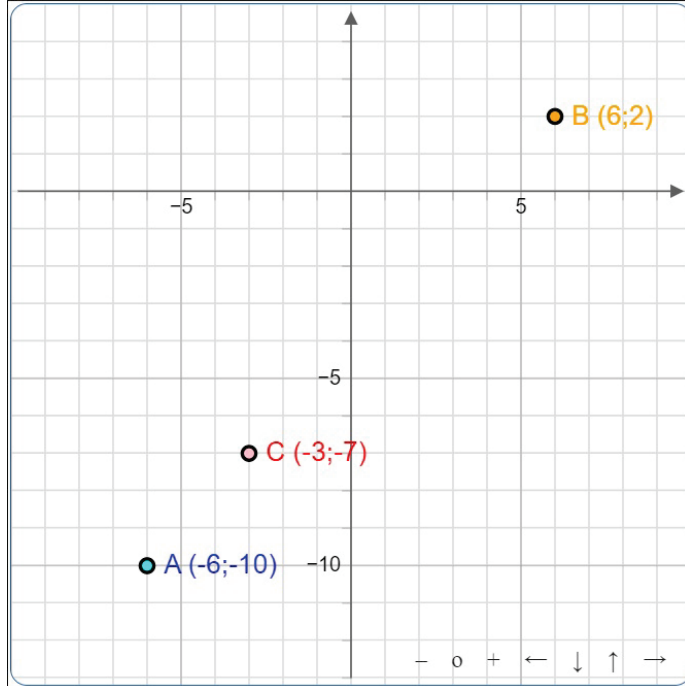 B (6;2)
−5
5
−5
C (-3;-7)
A (-6;-10)
−10
− o + ← ↓ ↑ →